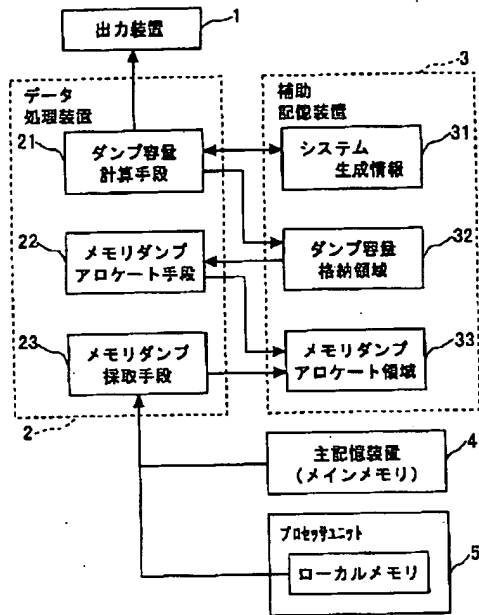 出力装置
1
データ
処理装置
21
ダンプ容量
計算手段
22
メモリダンプ
アロケート手段
23
メモリダンプ
採取手段
2
3
補助
記憶装置
31
システム
生成情報
32
ダンプ容量
格納領域
33
メモリダンプ
アロケート領域
主記憶装置
(メインメモリ)
4
プロセッサユニット
ローカルメモリ
5